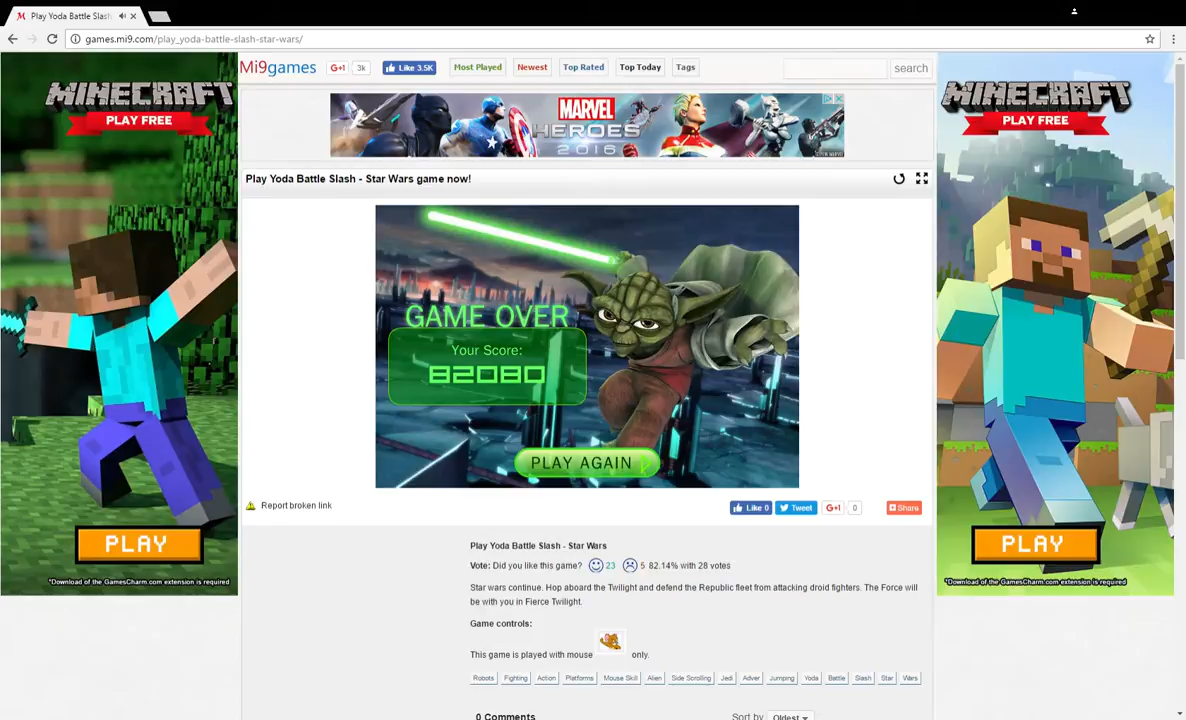 Play Yoda Battle Slash
games.mi9.com/play_yoda-battle-slash-star-wars/
Mi9games
G+1
3k
Like 3.5K
Most Played
Newest
Top Rated
Top Today
Tags
search
MINECRAFT
PLAY FREE
MARVEL
HEROES
2016
MINECRAFT
PLAY FREE
Play Yoda Battle Slash - Star Wars game now!
GAME OVER
Your Score:
82080
PLAY AGAIN
Report broken link
Like 0
Tweet
G+1
0
Share
PLAY
*Download of the GamesCharm.com extension is required
PLAY
*Download of the GamesCharm.com extension is required
Play Yoda Battle Slash - Star Wars
Vote: Did you like this game? 23 5 82.14% with 28 votes
Star wars continue. Hop aboard the Twilight and defend the Republic fleet from attacking droid fighters. The Force will
be with you in Fierce Twilight.
Game controls:
This game is played with mouse only.
Robots Fighting Action Platforms Mouse Skill Alien Side Scrolling Jedi Adver Jumping Yoda Battle Slash Star Wars
0 Comments
Sort by Oldest